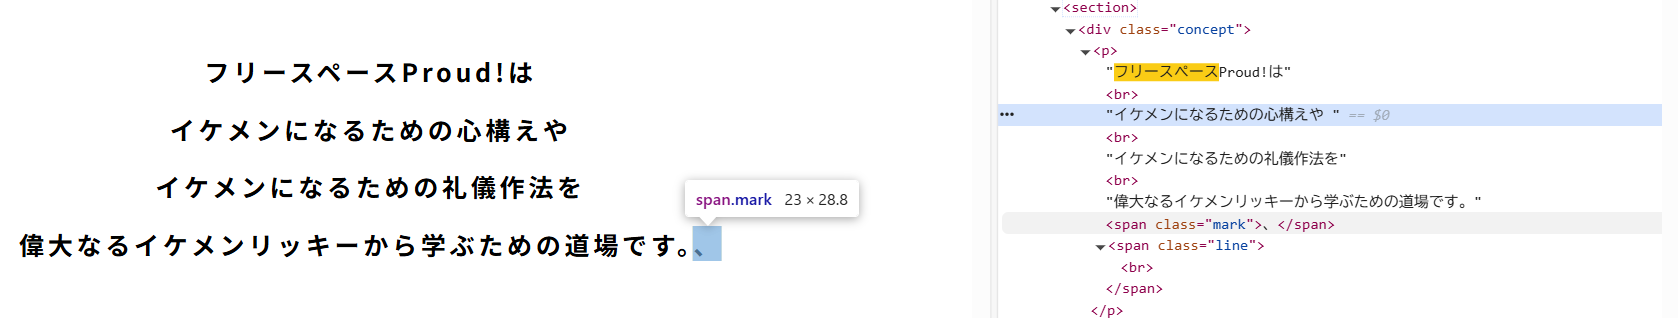 フリースペースProud!は
イケメンになるための心構えや
イケメンになるための礼儀作法を
偉大なるイケメンリッキーから学ぶための道場です。、
span.mark 23 × 28.8
▼<section>
▼<div class="concept">
▼<p>
"フリースペースProud!は"
<br>
••• "イケメンになるための心構えや " == $0
<br>
"イケメンになるための礼儀作法を"
<br>
"偉大なるイケメンリッキーから学ぶための道場です。"
<span class="mark">、</span>
▼<span class="line">
<br>
</span>
</p>